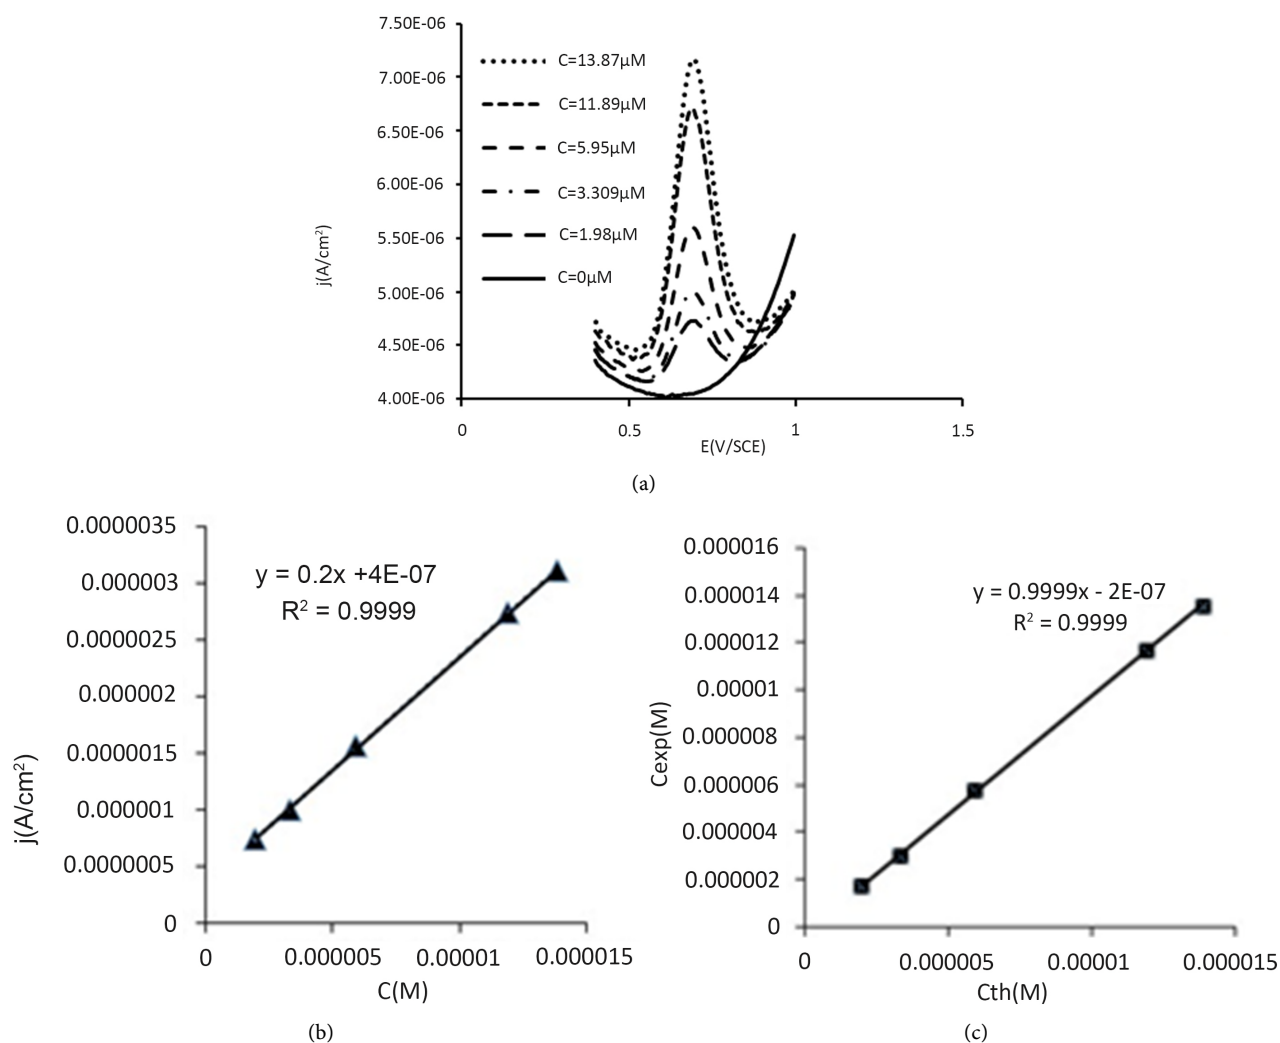 7.50E-06
7.00E-06
6.50E-06
6.00E-06
5.50E-06
5.00E-06
4.50E-06
4.00E-06
j(A/cm²)
C=13.87μM
C=11.89μM
C=5.95μM
C=3.309μM
C=1.98μM
C=0μM
0 0.5 1 1.5
E(V/SCE)
(a)
0.0000035
0.000003
0.0000025
0.000002
0.0000015
0.000001
0.0000005
0
j(A/cm²)
y = 0.2x +4E-07
R² = 0.9999
0 0.000005 0.00001 0.000015
C(M)
(b)
0.000016
0.000014
0.000012
0.00001
0.000008
0.000006
0.000004
0.000002
0
Cexp(M)
y = 0.9999x - 2E-07
R² = 0.9999
0 0.000005 0.00001 0.000015
Cth(M)
(c)